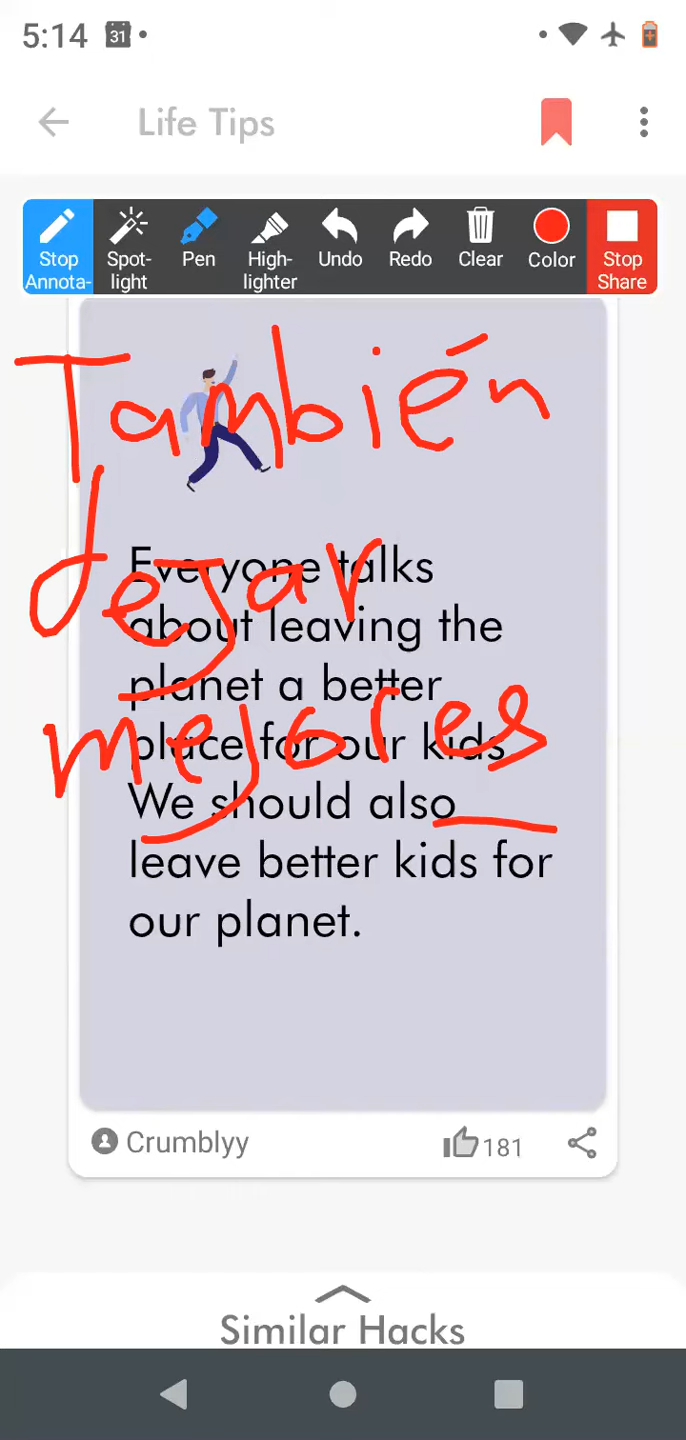 5:14 31
Life Tips
Stop Annota- Spot-light Pen High-lighter Undo Redo Clear Color Stop Share
También
dejar
mejores
Everyone talks
about leaving the
planet a better
place for our kids
We should also
leave better kids for
our planet.
Crumblyy 181
Similar Hacks